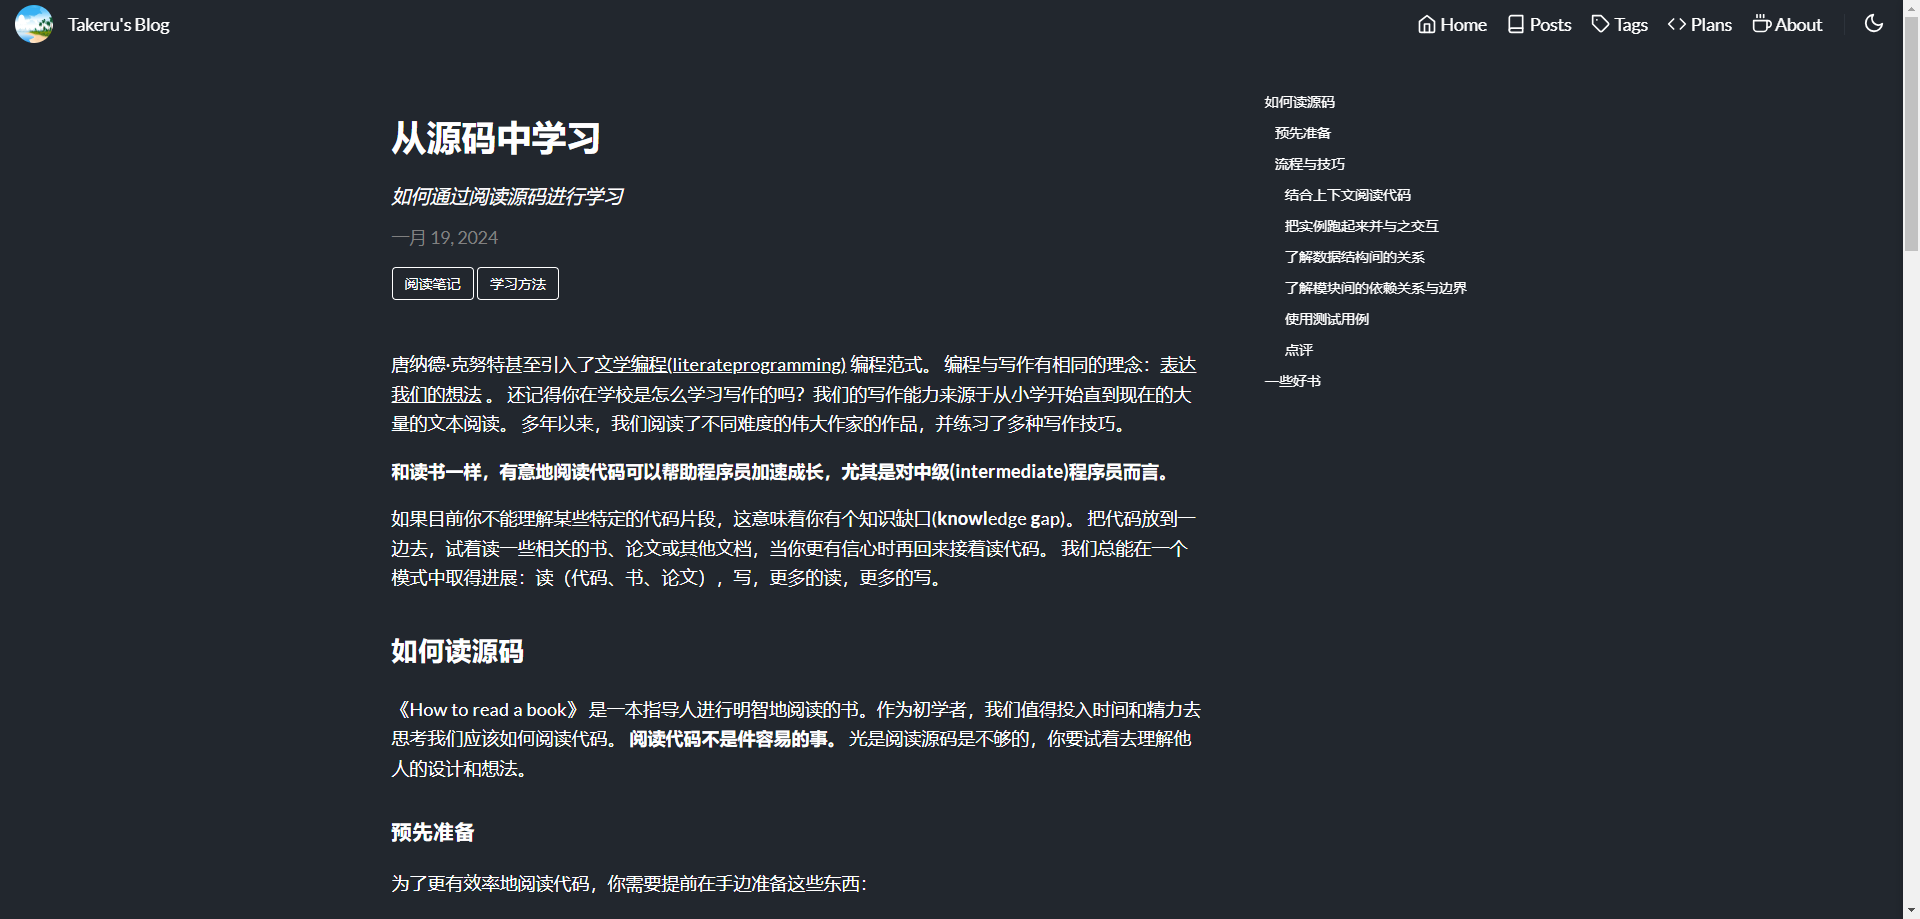 Takeru's Blog
Home
Posts
Tags
Plans
About
从源码中学习
如何通过阅读源码进行学习
一月 19, 2024
阅读笔记
学习方法
唐纳德·克努特甚至引入了文学编程(literateprogramming) 编程范式。 编程与写作有相同的理念：表达
我们的想法 。 还记得你在学校是怎么学习写作的吗？我们的写作能力来源于从小学开始直到现在的大
量的文本阅读。 多年以来，我们阅读了不同难度的伟大作家的作品，并练习了多种写作技巧。
和读书一样，有意地阅读代码可以帮助程序员加速成长，尤其是对中级(intermediate)程序员而言。
如果目前你不能理解某些特定的代码片段，这意味着你有个知识缺口(knowledge gap)。 把代码放到一
边去，试着读一些相关的书、论文或其他文档，当你更有信心时再回来接着读代码。 我们总能在一个
模式中取得进展：读（代码、书、论文），写，更多的读，更多的写。
如何读源码
《How to read a book》 是一本指导人进行明智地阅读的书。作为初学者，我们值得投入时间和精力去
思考我们应该如何阅读代码。 阅读代码不是件容易的事。 光是阅读源码是不够的，你要试着去理解他
人的设计和想法。
预先准备
为了更有效率地阅读代码，你需要提前在手边准备这些东西：
如何读源码
预先准备
流程与技巧
结合上下文阅读代码
把实例跑起来并与之交互
了解数据结构间的关系
了解模块间的依赖关系与边界
使用测试用例
点评
一些好书